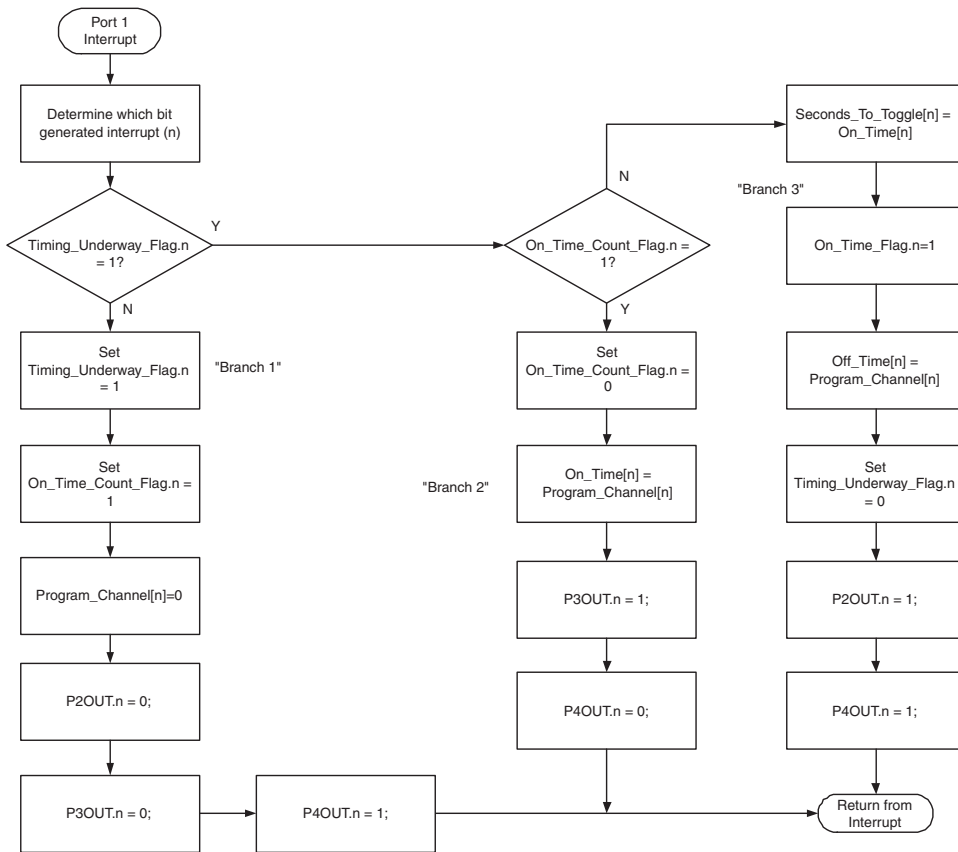 Port 1
Interrupt
Determine which bit
generated interrupt (n)
Timing_Underway_Flag.n
= 1?
Y
N
Set
Timing_Underway_Flag.n
= 1
"Branch 1"
Set
On_Time_Count_Flag.n =
1
Program_Channel[n]=0
P2OUT.n = 0;
P3OUT.n = 0;
P4OUT.n = 1;
On_Time_Count_Flag.n =
1?
N
Y
Set
On_Time_Count_Flag.n =
0
"Branch 2"
On_Time[n] =
Program_Channel[n]
P3OUT.n = 1;
P4OUT.n = 0;
Seconds_To_Toggle[n] =
On_Time[n]
"Branch 3"
On_Time_Flag.n=1
Off_Time[n] =
Program_Channel[n]
Set
Timing_Underway_Flag.n
= 0
P2OUT.n = 1;
P4OUT.n = 1;
Return from
Interrupt